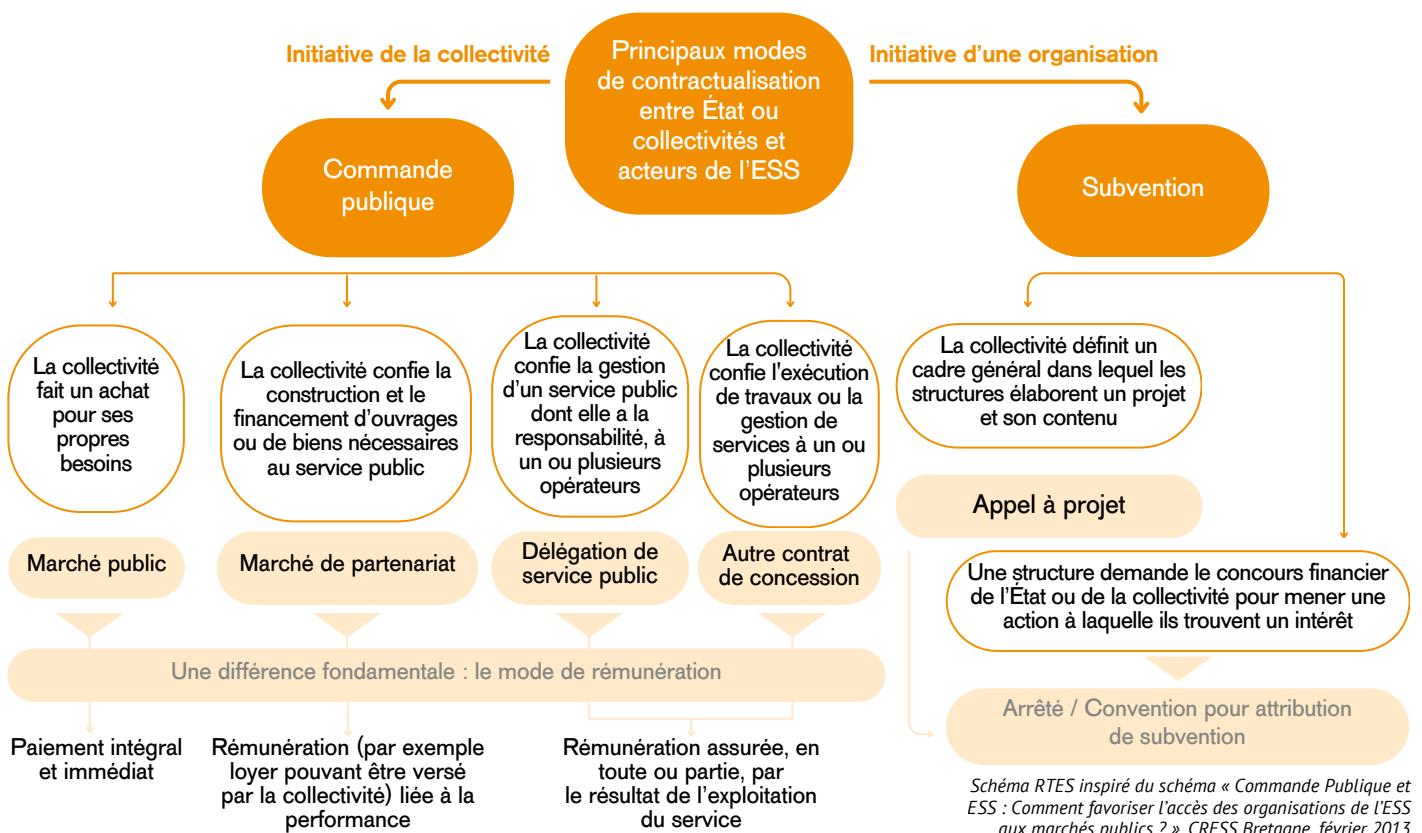 Initiative de la collectivité
Principaux modes
de contractualisation
entre État ou
collectivités et
acteurs de l'ESS
Initiative d'une organisation
Commande
publique
Subvention
La collectivité
fait un achat
pour ses
propres
besoins
La collectivité confie la
construction et le
financement d'ouvrages
ou de biens nécessaires
au service public
La collectivité
confie la gestion
d'un service public
dont elle a la
responsabilité, à
un ou plusieurs
opérateurs
La collectivité
confie l'exécution
de travaux ou la
gestion de
services à un ou
plusieurs
opérateurs
La collectivité définit un
cadre général dans lequel les
structures élaborent un projet
et son contenu
Marché public
Marché de partenariat
Délégation de
service public
Autre contrat
de concession
Appel à projet
Une structure demande le concours financier
de l'État ou de la collectivité pour mener une
action à laquelle ils trouvent un intérêt
Une différence fondamentale : le mode de rémunération
Arrêté / Convention pour attribution
de subvention
Paiement intégral
et immédiat
Rémunération (par exemple
loyer pouvant être versé
par la collectivité) liée à la
performance
Rémunération assurée, en
toute ou partie, par
le résultat de l'exploitation
du service
Schéma RTES inspiré du schéma « Commande Publique et
ESS : Comment favoriser l'accès des organisations de l'ESS
aux marchés publics ? », CRESS Bretagne, février 2013